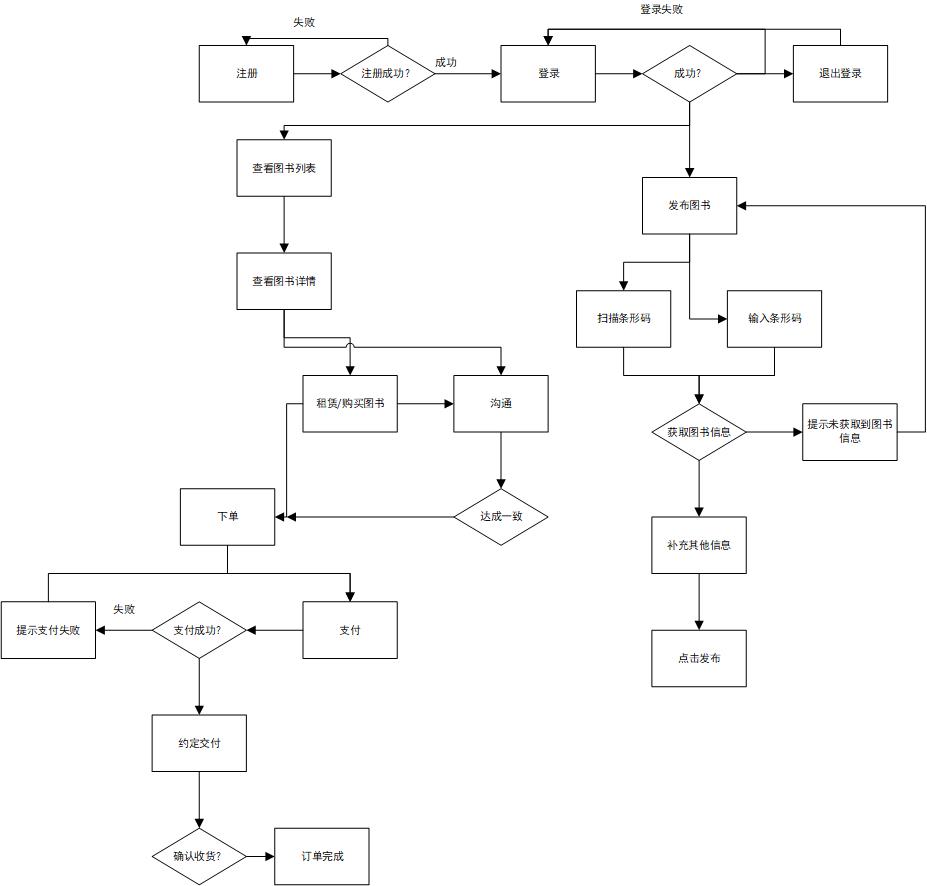 登录失败
失败
注册
注册成功？
成功
登录
成功？
退出登录
查看图书列表
发布图书
查看图书详情
扫描条形码
输入条形码
租赁/购买图书
沟通
获取图书信息
提示未获取到图书
信息
下单
达成一致
补充其他信息
失败
提示支付失败
支付成功？
支付
点击发布
约定交付
确认收货？
订单完成